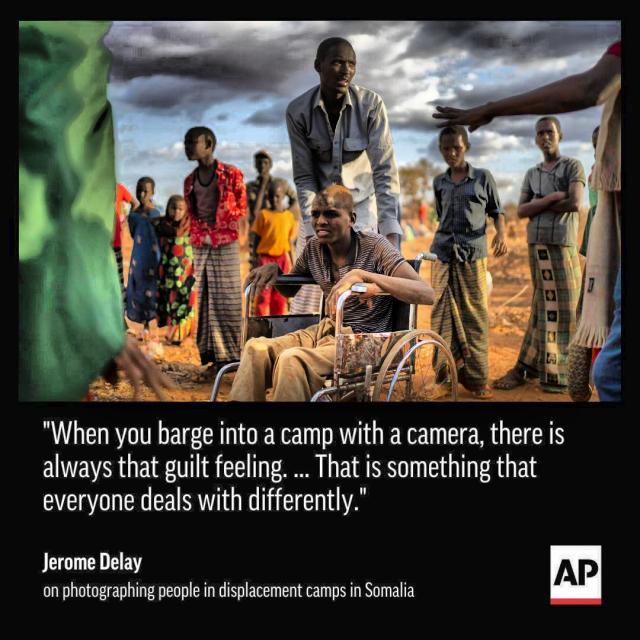 "When you barge into a camp with a camera, there is
always that guilt feeling. ... That is something that
everyone deals with differently."
Jerome Delay
on photographing people in displacement camps in Somalia
AP